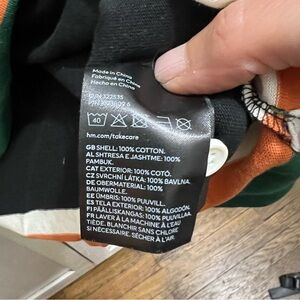 Made in China
Fabriqué en Chine
Hecho en China
40
hm.com/takecare
GB SHELL: 100% COTTON.
AL SHTRESA E JASHTME: 100%
PAMBUK.
CAT EXTERIOR: 100% COTÓ
CZ SVRCHNÍ LÁTKA: 100% BAVLNA.
DE OBERMATERIAL: 100%
BAUMWOLLE.
EE VÄLISMATERJAL: 100% PUUVILL.
ES TELA EXTERIOR: 100% ALGODÓN.
FI PÄÄLLISKANGAS: 100% PUUVILLAA
FR LAVER À LA MACHINE À L'EAU
TIÈDE. BLANCHIR SANS CHLORE
SI NÉCESSAIRE. SÉCHER À L'AIR.